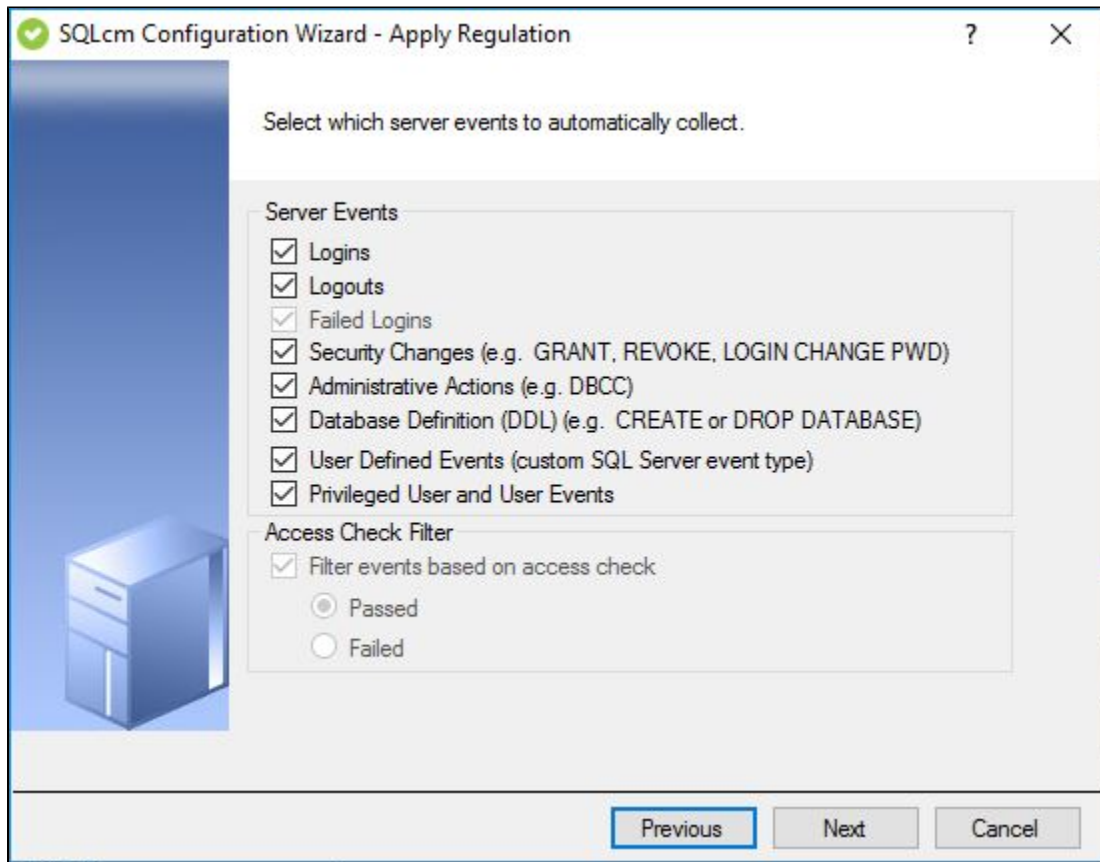 SQLcm Configuration Wizard - Apply Regulation ?
Select which server events to automatically collect.
Server Events
Logins
Logouts
Failed Logins
Security Changes (e.g. GRANT, REVOKE, LOGIN CHANGE PWD)
Administrative Actions (e.g. DBCC)
Database Definition (DDL) (e.g. CREATE or DROP DATABASE)
User Defined Events (custom SQL Server event type)
Privileged User and User Events
Access Check Filter
Filter events based on access check
Passed
Failed
Previous Next Cancel